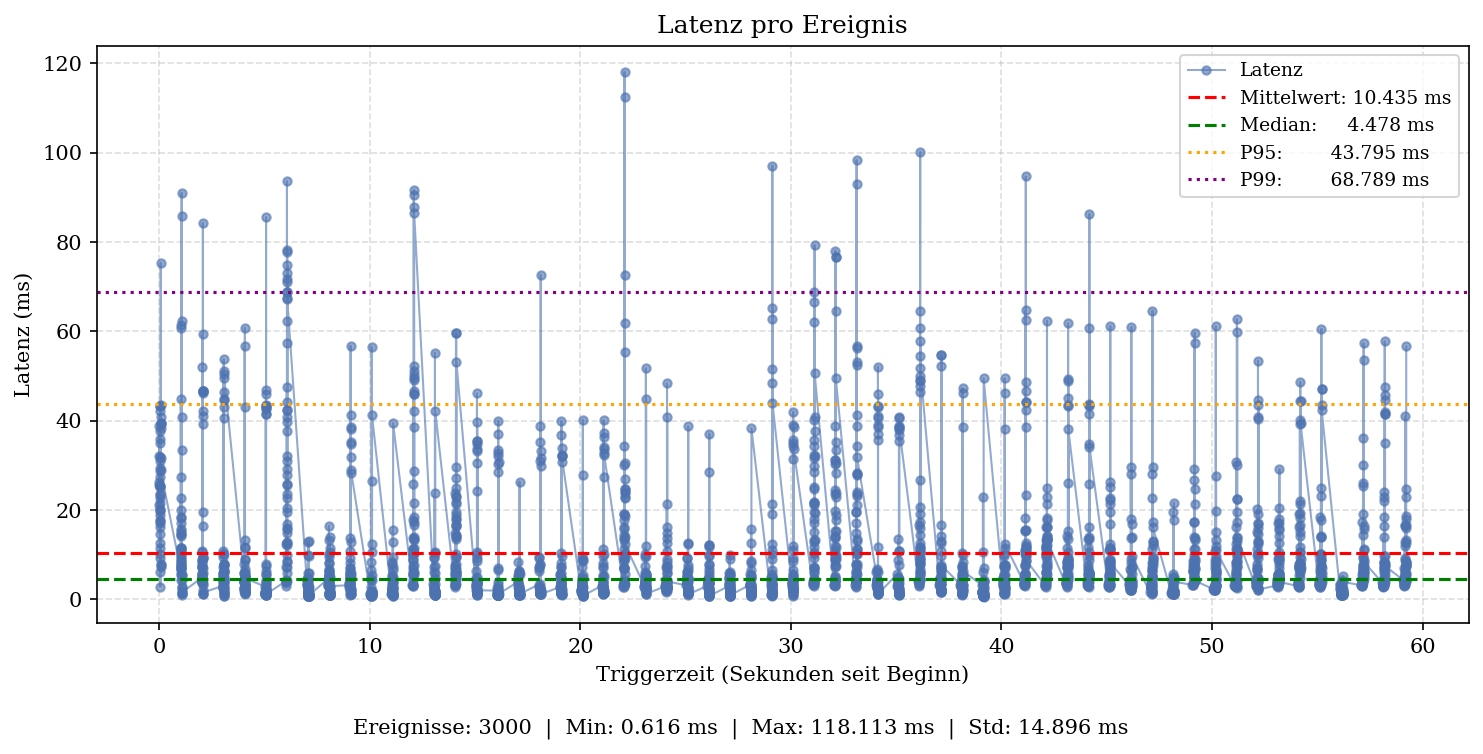 Latenz pro Ereignis
Latenz (ms)
120
100
80
60
40
20
0
Latenz
Mittelwert: 10.435 ms
Median: 4.478 ms
P95: 43.795 ms
P99: 68.789 ms
0 10 20 30 40 50 60
Triggerzeit (Sekunden seit Beginn)
Ereignisse: 3000 | Min: 0.616 ms | Max: 118.113 ms | Std: 14.896 ms